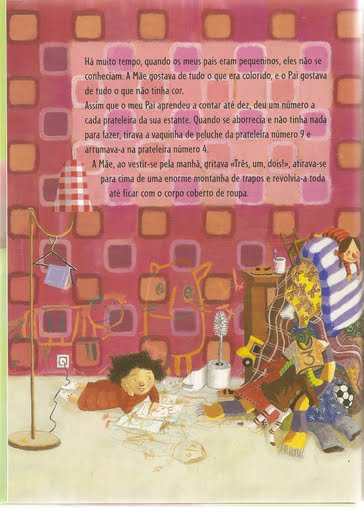 Há muito tempo, quando os meus pais eram pequeninos, eles não se
conheciam. A Mãe gostava de tudo o que era colorido, e o Pai gostava
de tudo o que não tinha cor.
Assim que o meu Pai aprendeu a contar até dez, deu um número a
cada prateleira da sua estante. Quando se aborrecia e não tinha nada
para fazer, tirava a vaquinha de peluche da prateleira número 9 e
arrumava-a na prateleira número 4.
A Mãe, ao vestir-se pela manhã, gritava «Três, um, dois!», atirava-se
para cima de uma enorme montanha de trapos e revolvia-a toda
até ficar com o corpo coberto de roupa.
3